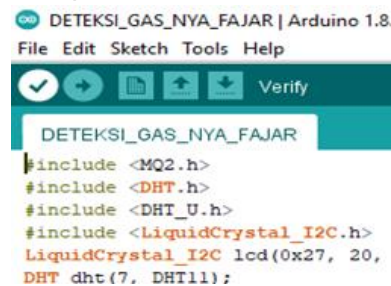 DETEKSI_GAS_NYA_FAJAR | Arduino 1.8.
File Edit Sketch Tools Help
Verify
DETEKSI_GAS_NYA_FAJAR
#include <MQ2.h>
#include <DHT.h>
#include <DHT_U.h>
#include <LiquidCrystal_I2C.h>
LiquidCrystal_I2C lcd(0x27, 20,
DHT dht(7, DHT11);